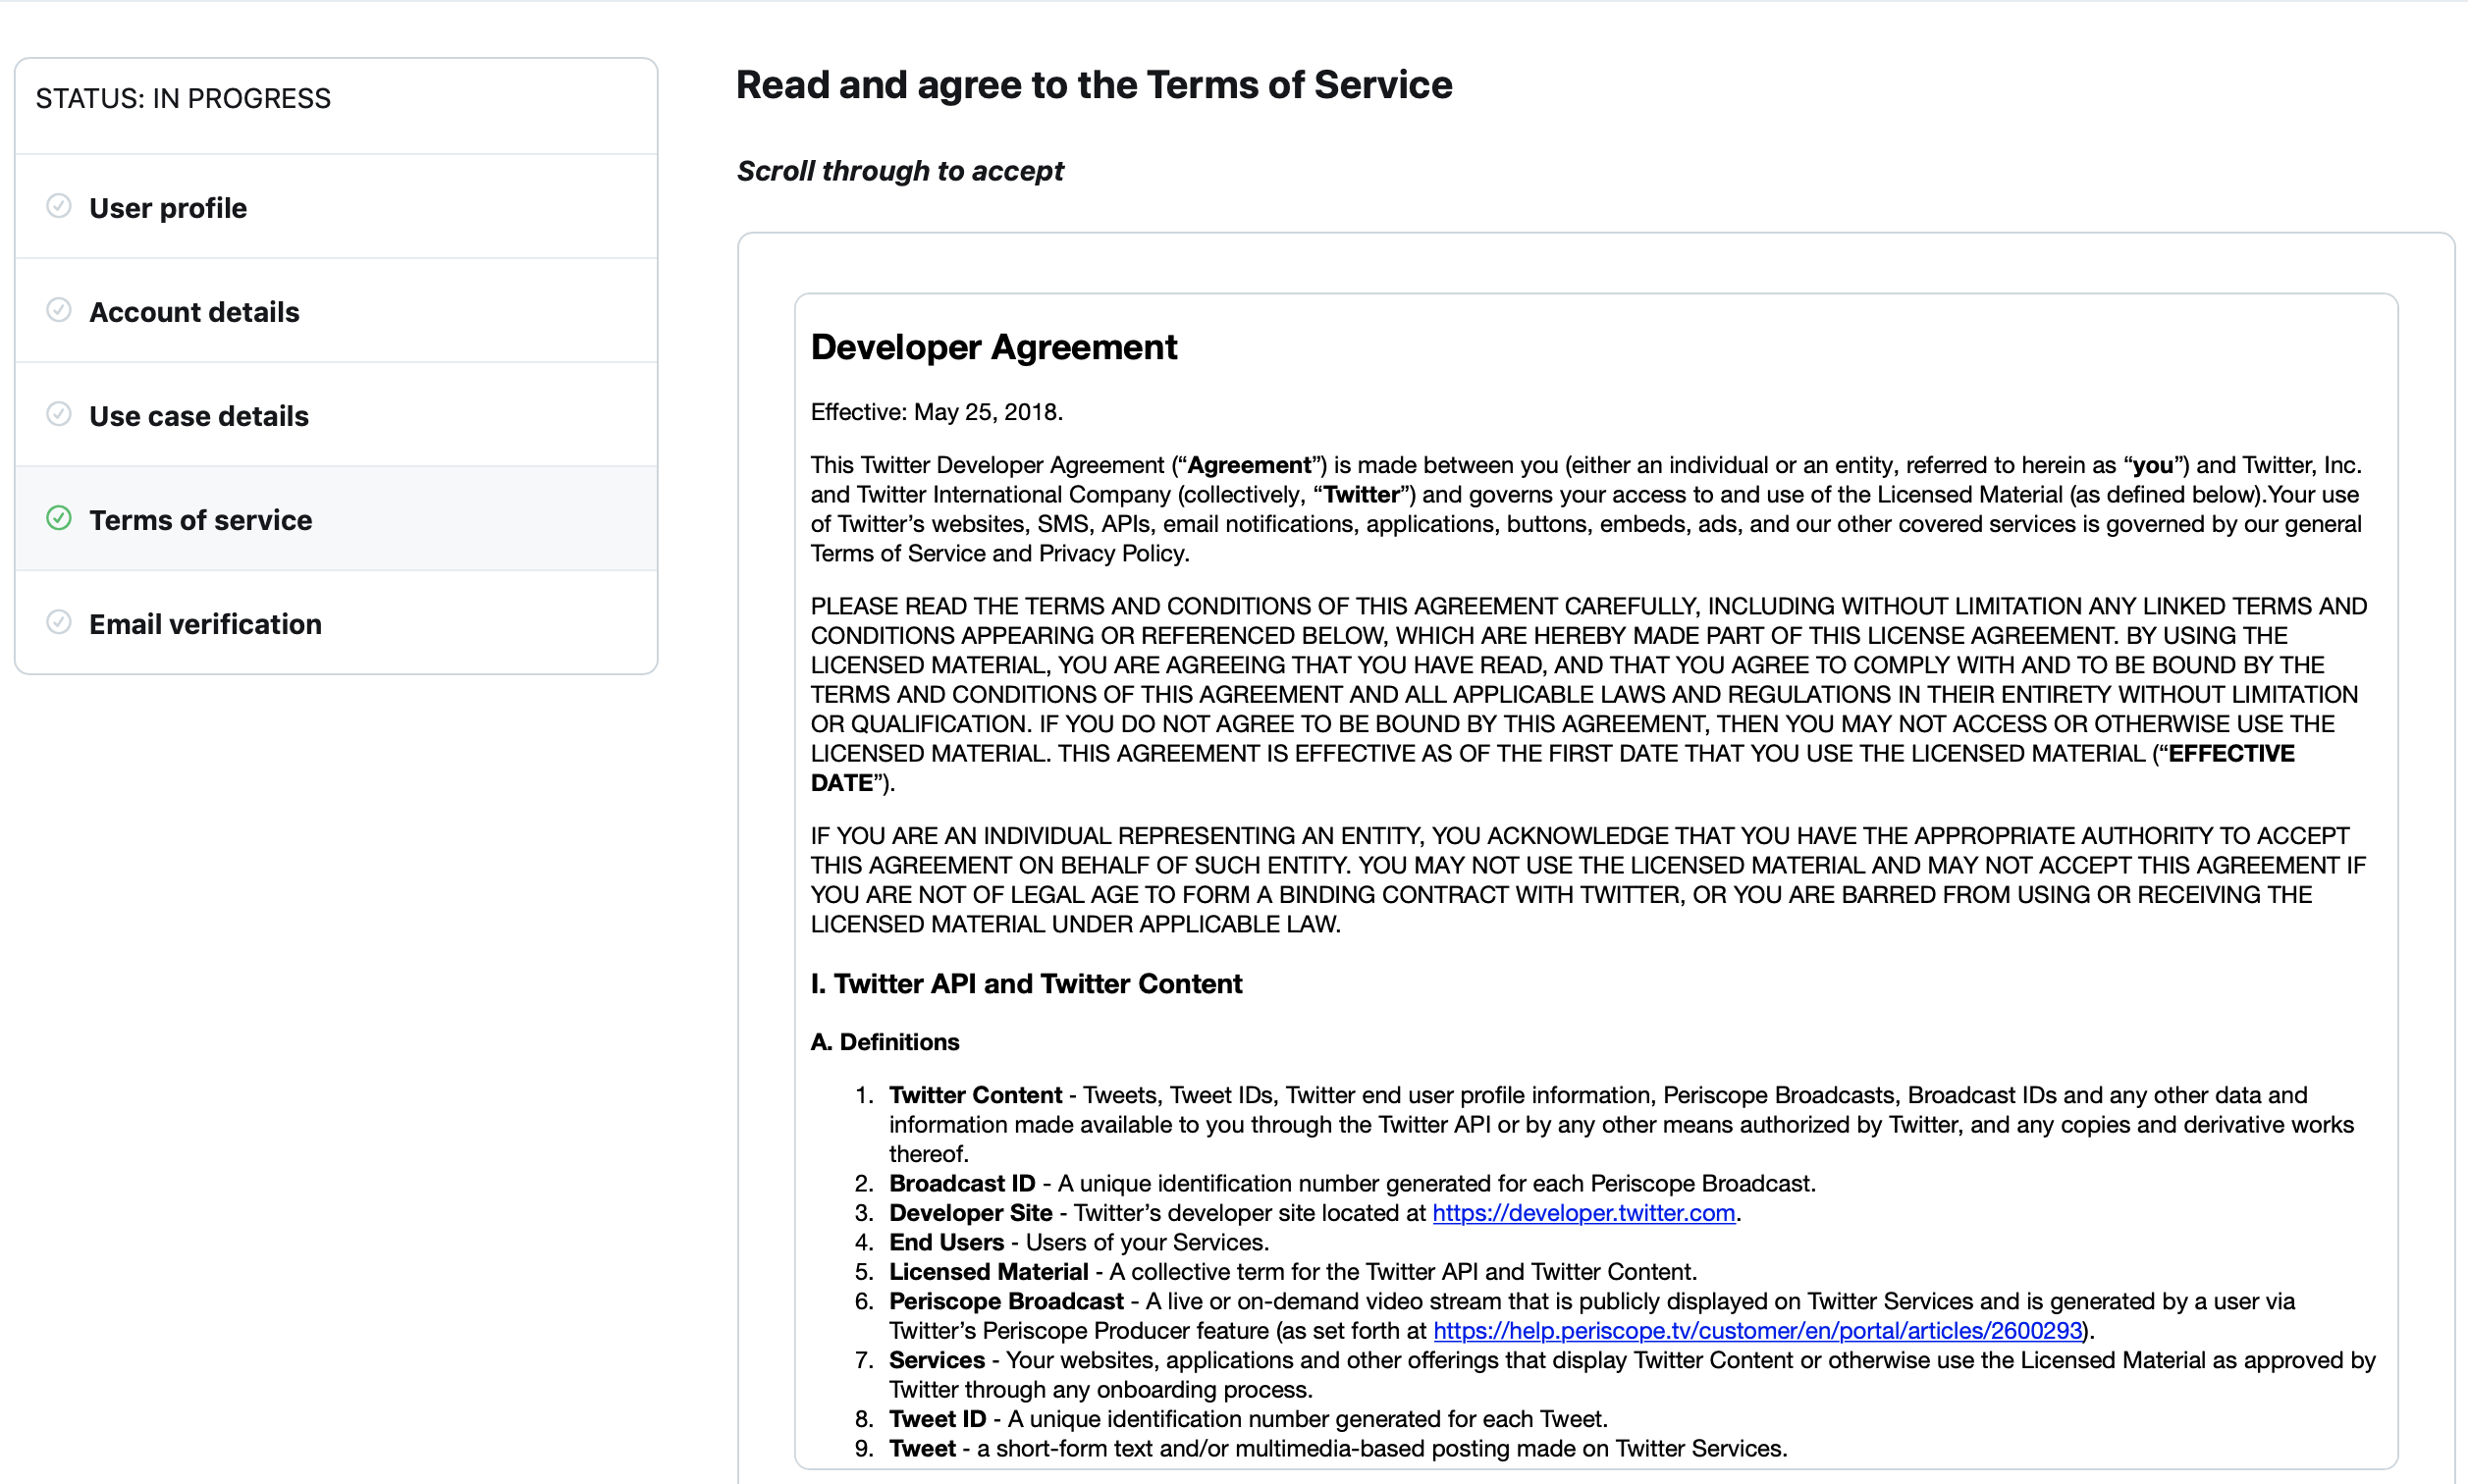 STATUS: IN PROGRESS
User profile
Account details
Use case details
Terms of service
Email verification
Read and agree to the Terms of Service
Scroll through to accept
Developer Agreement
Effective: May 25, 2018.
This Twitter Developer Agreement (“Agreement”) is made between you (either an individual or an entity, referred to herein as “you”) and Twitter, Inc.
and Twitter International Company (collectively, “Twitter”) and governs your access to and use of the Licensed Material (as defined below).Your use
of Twitter’s websites, SMS, APIs, email notifications, applications, buttons, embeds, ads, and our other covered services is governed by our general
Terms of Service and Privacy Policy.
PLEASE READ THE TERMS AND CONDITIONS OF THIS AGREEMENT CAREFULLY, INCLUDING WITHOUT LIMITATION ANY LINKED TERMS AND
CONDITIONS APPEARING OR REFERENCED BELOW, WHICH ARE HEREBY MADE PART OF THIS LICENSE AGREEMENT. BY USING THE
LICENSED MATERIAL, YOU ARE AGREEING THAT YOU HAVE READ, AND THAT YOU AGREE TO COMPLY WITH AND TO BE BOUND BY THE
TERMS AND CONDITIONS OF THIS AGREEMENT AND ALL APPLICABLE LAWS AND REGULATIONS IN THEIR ENTIRETY WITHOUT LIMITATION
OR QUALIFICATION. IF YOU DO NOT AGREE TO BE BOUND BY THIS AGREEMENT, THEN YOU MAY NOT ACCESS OR OTHERWISE USE THE
LICENSED MATERIAL. THIS AGREEMENT IS EFFECTIVE AS OF THE FIRST DATE THAT YOU USE THE LICENSED MATERIAL (“EFFECTIVE
DATE”).
IF YOU ARE AN INDIVIDUAL REPRESENTING AN ENTITY, YOU ACKNOWLEDGE THAT YOU HAVE THE APPROPRIATE AUTHORITY TO ACCEPT
THIS AGREEMENT ON BEHALF OF SUCH ENTITY. YOU MAY NOT USE THE LICENSED MATERIAL AND MAY NOT ACCEPT THIS AGREEMENT IF
YOU ARE NOT OF LEGAL AGE TO FORM A BINDING CONTRACT WITH TWITTER, OR YOU ARE BARRED FROM USING OR RECEIVING THE
LICENSED MATERIAL UNDER APPLICABLE LAW.
I. Twitter API and Twitter Content
A. Definitions
1. Twitter Content - Tweets, Tweet IDs, Twitter end user profile information, Periscope Broadcasts, Broadcast IDs and any other data and
information made available to you through the Twitter API or by any other means authorized by Twitter, and any copies and derivative works
thereof.
2. Broadcast ID - A unique identification number generated for each Periscope Broadcast.
3. Developer Site - Twitter’s developer site located at https://developer.twitter.com.
4. End Users - Users of your Services.
5. Licensed Material - A collective term for the Twitter API and Twitter Content.
6. Periscope Broadcast - A live or on-demand video stream that is publicly displayed on Twitter Services and is generated by a user via
Twitter’s Periscope Producer feature (as set forth at https://help.periscope.tv/customer/en/portal/articles/2600293).
7. Services - Your websites, applications and other offerings that display Twitter Content or otherwise use the Licensed Material as approved by
Twitter through any onboarding process.
8. Tweet ID - A unique identification number generated for each Tweet.
9. Tweet - a short-form text and/or multimedia-based posting made on Twitter Services.